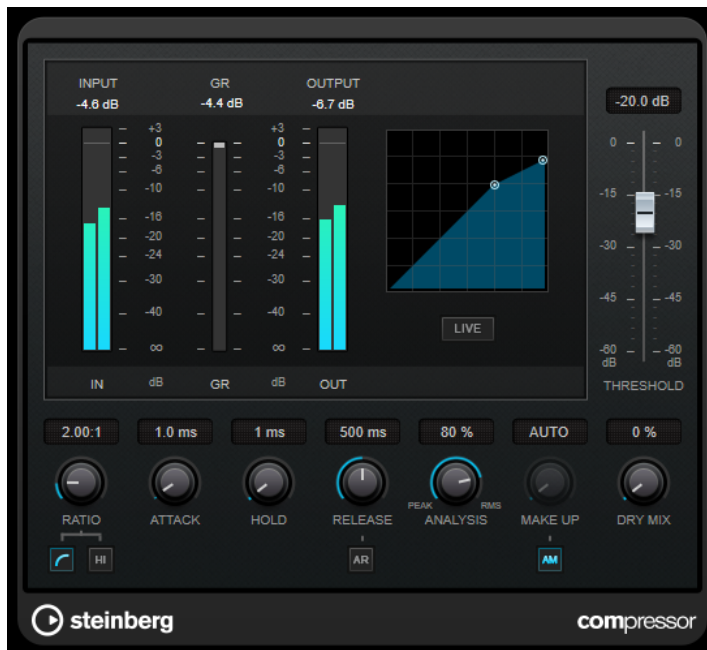 INPUT GR OUTPUT
-4.6 dB -4.4 dB -6.7 dB
-20.0 dB
+3 +3
0 0
-3 -3
-6 -6
-10 -10
-16 -16
-20 -20
-24 -24
-30 -30
-40 -40
∞ ∞
IN dB GR dB OUT
LIVE
0 0
-15 -15
-30 -30
-45 -45
-60 -60
dB dB
THRESHOLD
2.00:1 1.0 ms 1 ms 500 ms 80 % AUTO 0 %
PEAK RMS
RATIO ATTACK HOLD RELEASE ANALYSIS MAKE UP DRY MIX
HI AR AM
steinberg compressor